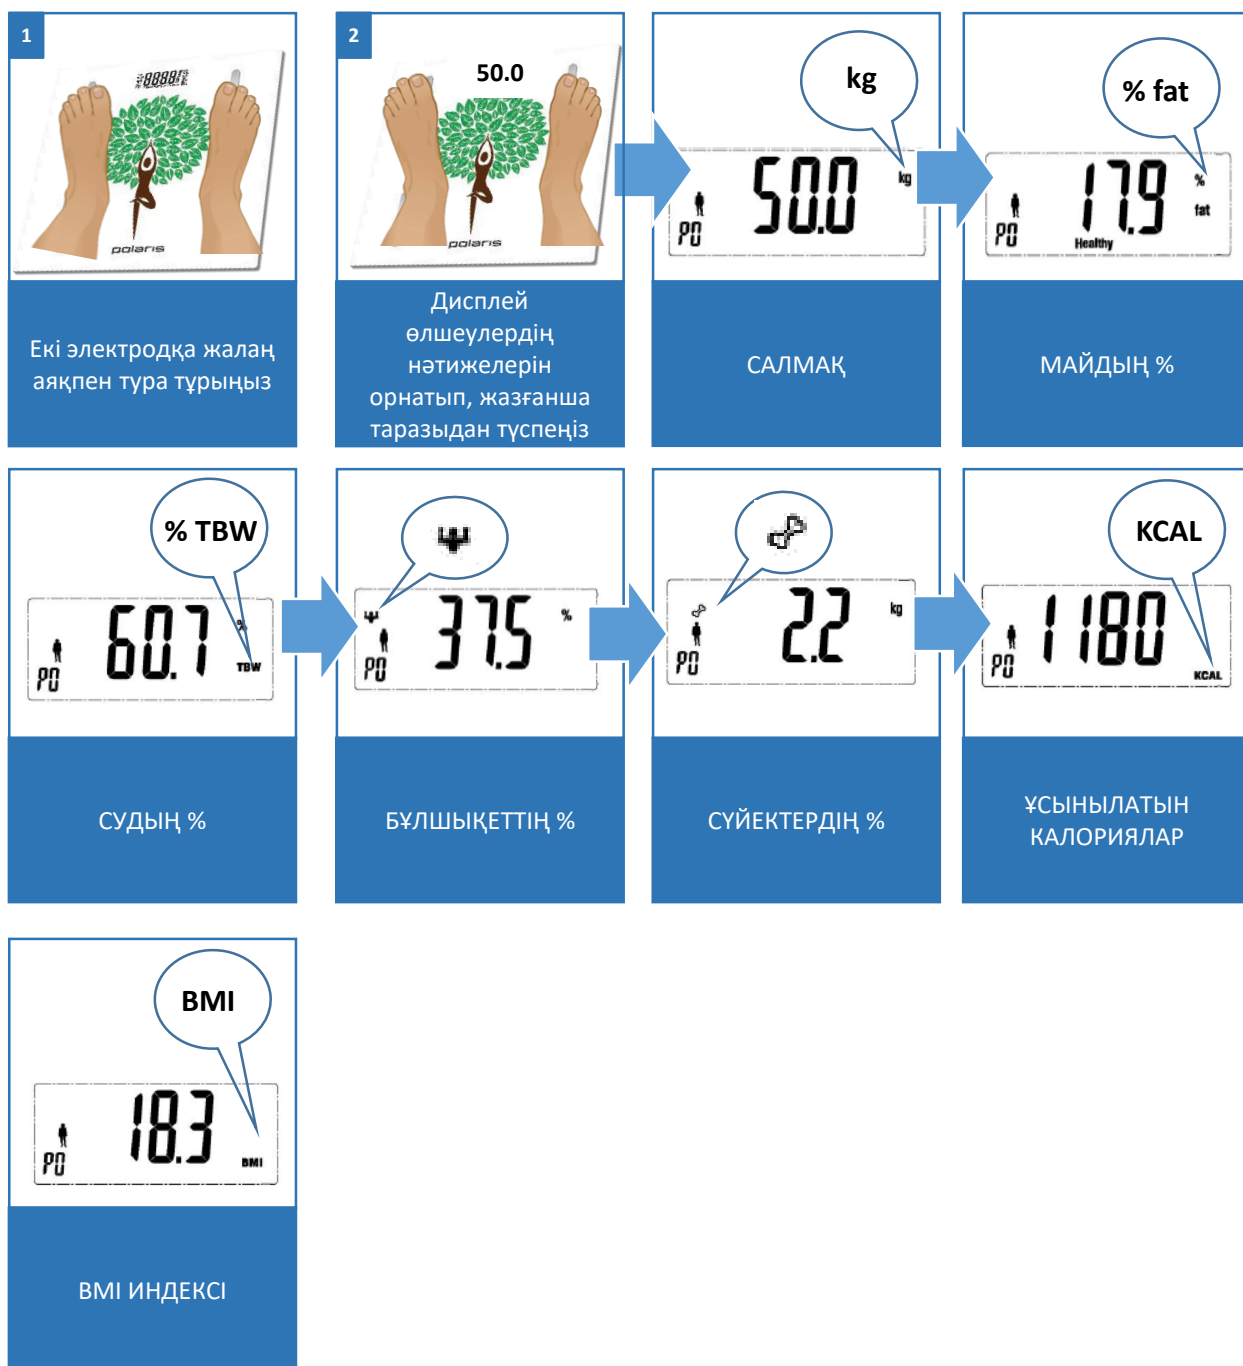 1
8888
polaris
Екі электродқа жалаң
аяқпен тура тұрыңыз
2
50.0
polaris
Дисплей
өлшеулердің
нәтижелерін
орнатып, жазғанша
таразыдан түспеңіз
kg
50.0 kg
P0
САЛМАҚ
% fat
17.9 %
fat
P0
Healthy
МАЙДЫҢ %
% TBW
60.7 %
P0
TBW
СУДЫҢ %
37.5 %
P0
БҰЛШЫҚЕТТІҢ %
2.2 kg
P0
СҮЙЕКТЕРДІҢ %
KCAL
1180
P0
KCAL
ҰСЫНЫЛАТЫН
КАЛОРИЯЛАР
BMI
18.3
P0
BMI
BMI ИНДЕКСІ